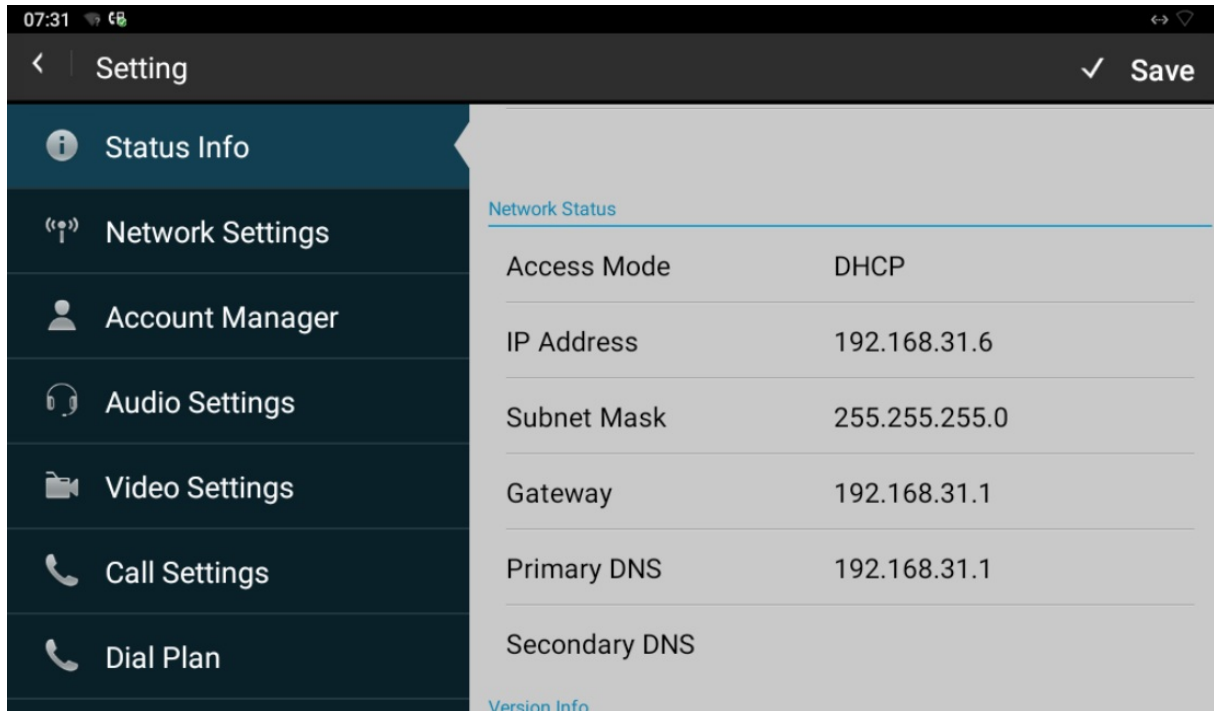 07:31
Setting
Save
Status Info
Network Settings
Account Manager
Audio Settings
Video Settings
Call Settings
Dial Plan
Network Status
Access Mode DHCP
IP Address 192.168.31.6
Subnet Mask 255.255.255.0
Gateway 192.168.31.1
Primary DNS 192.168.31.1
Secondary DNS
Version Info